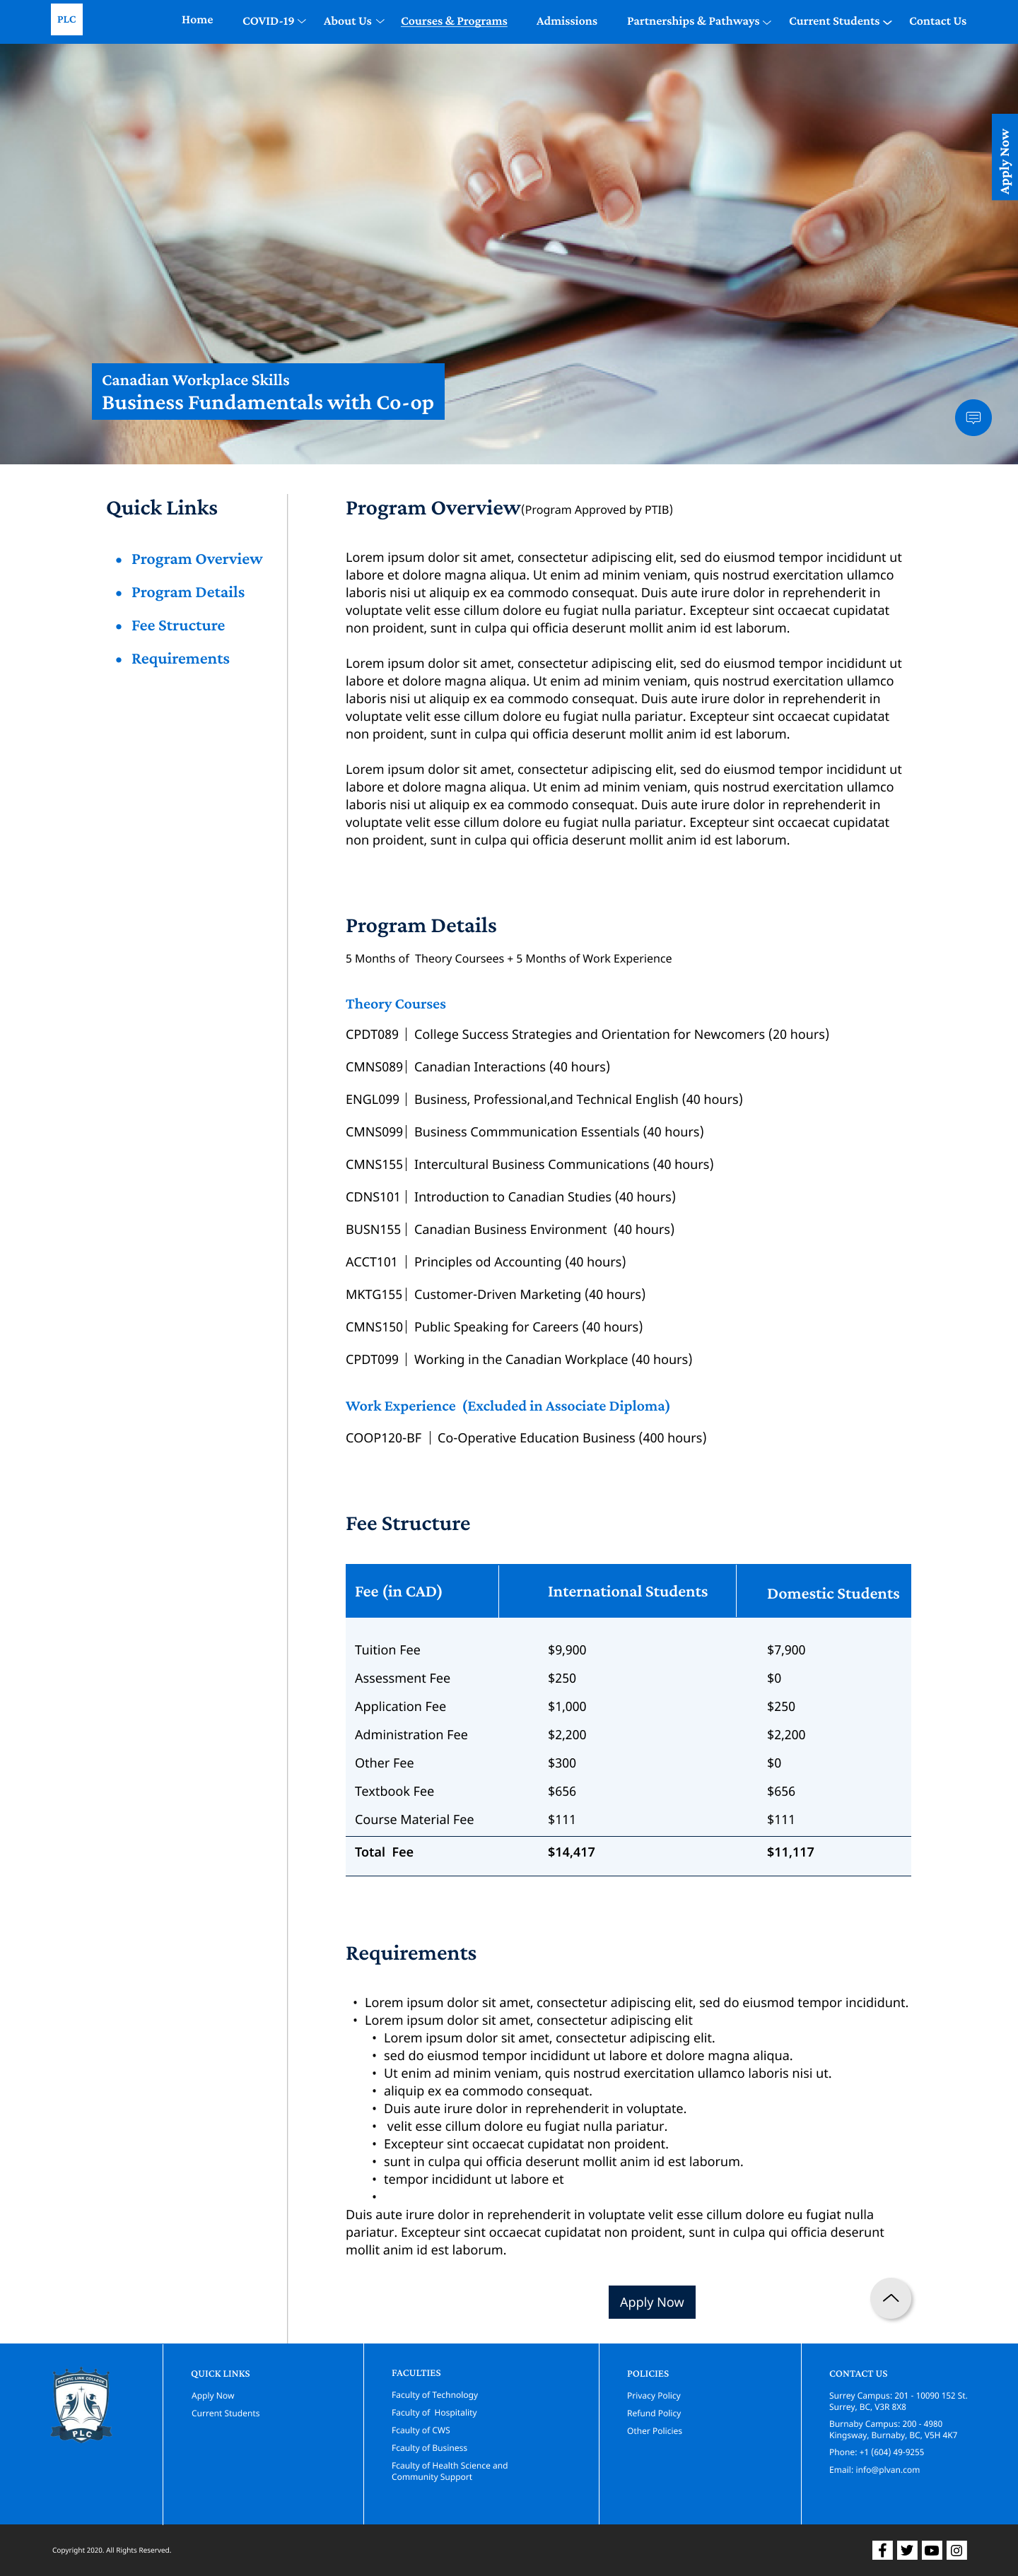 PLC
Home
COVID-19
About Us
Courses & Programs
Admissions
Partnerships & Pathways
Current Students
Contact Us
Apply Now
Canadian Workplace Skills
Business Fundamentals with Co-op
Quick Links
• Program Overview
• Program Details
• Fee Structure
• Requirements
Program Overview(Program Approved by PTIB)
Lorem ipsum dolor sit amet, consectetur adipiscing elit, sed do eiusmod tempor incididunt ut
labore et dolore magna aliqua. Ut enim ad minim veniam, quis nostrud exercitation ullamco
laboris nisi ut aliquip ex ea commodo consequat. Duis aute irure dolor in reprehenderit in
voluptate velit esse cillum dolore eu fugiat nulla pariatur. Excepteur sint occaecat cupidatat
non proident, sunt in culpa qui officia deserunt mollit anim id est laborum.
Lorem ipsum dolor sit amet, consectetur adipiscing elit, sed do eiusmod tempor incididunt ut
labore et dolore magna aliqua. Ut enim ad minim veniam, quis nostrud exercitation ullamco
laboris nisi ut aliquip ex ea commodo consequat. Duis aute irure dolor in reprehenderit in
voluptate velit esse cillum dolore eu fugiat nulla pariatur. Excepteur sint occaecat cupidatat
non proident, sunt in culpa qui officia deserunt mollit anim id est laborum.
Lorem ipsum dolor sit amet, consectetur adipiscing elit, sed do eiusmod tempor incididunt ut
labore et dolore magna aliqua. Ut enim ad minim veniam, quis nostrud exercitation ullamco
laboris nisi ut aliquip ex ea commodo consequat. Duis aute irure dolor in reprehenderit in
voluptate velit esse cillum dolore eu fugiat nulla pariatur. Excepteur sint occaecat cupidatat
non proident, sunt in culpa qui officia deserunt mollit anim id est laborum.
Program Details
5 Months of Theory Coursees + 5 Months of Work Experience
Theory Courses
CPDT089 | College Success Strategies and Orientation for Newcomers (20 hours)
CMNS089| Canadian Interactions (40 hours)
ENGL099 | Business, Professional,and Technical English (40 hours)
CMNS099| Business Commmunication Essentials (40 hours)
CMNS155| Intercultural Business Communications (40 hours)
CDNS101 | Introduction to Canadian Studies (40 hours)
BUSN155 | Canadian Business Environment (40 hours)
ACCT101 | Principles od Accounting (40 hours)
MKTG155| Customer-Driven Marketing (40 hours)
CMNS150| Public Speaking for Careers (40 hours)
CPDT099 | Working in the Canadian Workplace (40 hours)
Work Experience (Excluded in Associate Diploma)
COOP120-BF | Co-Operative Education Business (400 hours)
Fee Structure
Fee (in CAD) International Students Domestic Students
Tuition Fee $9,900 $7,900
Assessment Fee $250 $0
Application Fee $1,000 $250
Administration Fee $2,200 $2,200
Other Fee $300 $0
Textbook Fee $656 $656
Course Material Fee $111 $111
Total Fee $14,417 $11,117
Requirements
• Lorem ipsum dolor sit amet, consectetur adipiscing elit, sed do eiusmod tempor incididunt.
• Lorem ipsum dolor sit amet, consectetur adipiscing elit
• Lorem ipsum dolor sit amet, consectetur adipiscing elit.
• sed do eiusmod tempor incididunt ut labore et dolore magna aliqua.
• Ut enim ad minim veniam, quis nostrud exercitation ullamco laboris nisi ut.
• aliquip ex ea commodo consequat.
• Duis aute irure dolor in reprehenderit in voluptate.
• velit esse cillum dolore eu fugiat nulla pariatur.
• Excepteur sint occaecat cupidatat non proident.
• sunt in culpa qui officia deserunt mollit anim id est laborum.
• tempor incididunt ut labore et
•
Duis aute irure dolor in reprehenderit in voluptate velit esse cillum dolore eu fugiat nulla
pariatur. Excepteur sint occaecat cupidatat non proident, sunt in culpa qui officia deserunt
mollit anim id est laborum.
Apply Now
PACIFIC LINK COLLEGE
PLC
QUICK LINKS
Apply Now
Current Students
FACULTIES
Faculty of Technology
Faculty of Hospitality
Fcaulty of CWS
Fcaulty of Business
Fcaulty of Health Science and
Community Support
POLICIES
Privacy Policy
Refund Policy
Other Policies
CONTACT US
Surrey Campus: 201 - 10090 152 St.
Surrey, BC, V3R 8X8
Burnaby Campus: 200 - 4980
Kingsway, Burnaby, BC, V5H 4K7
Phone: +1 (604) 49-9255
Email: info@plvan.com
Copyright 2020. All Rights Reserved.